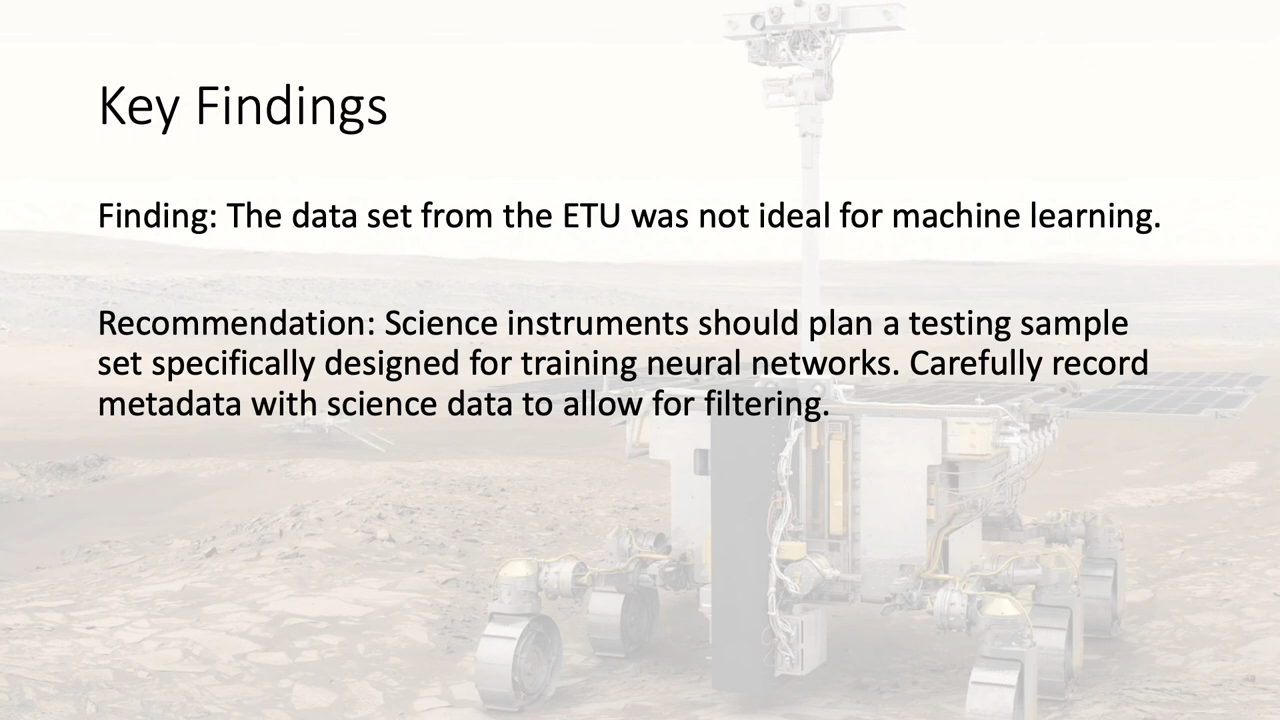 Key Findings
Finding: The data set from the ETU was not ideal for machine learning.
Recommendation: Science instruments should plan a testing sample
set specifically designed for training neural networks. Carefully record
metadata with science data to allow for filtering.